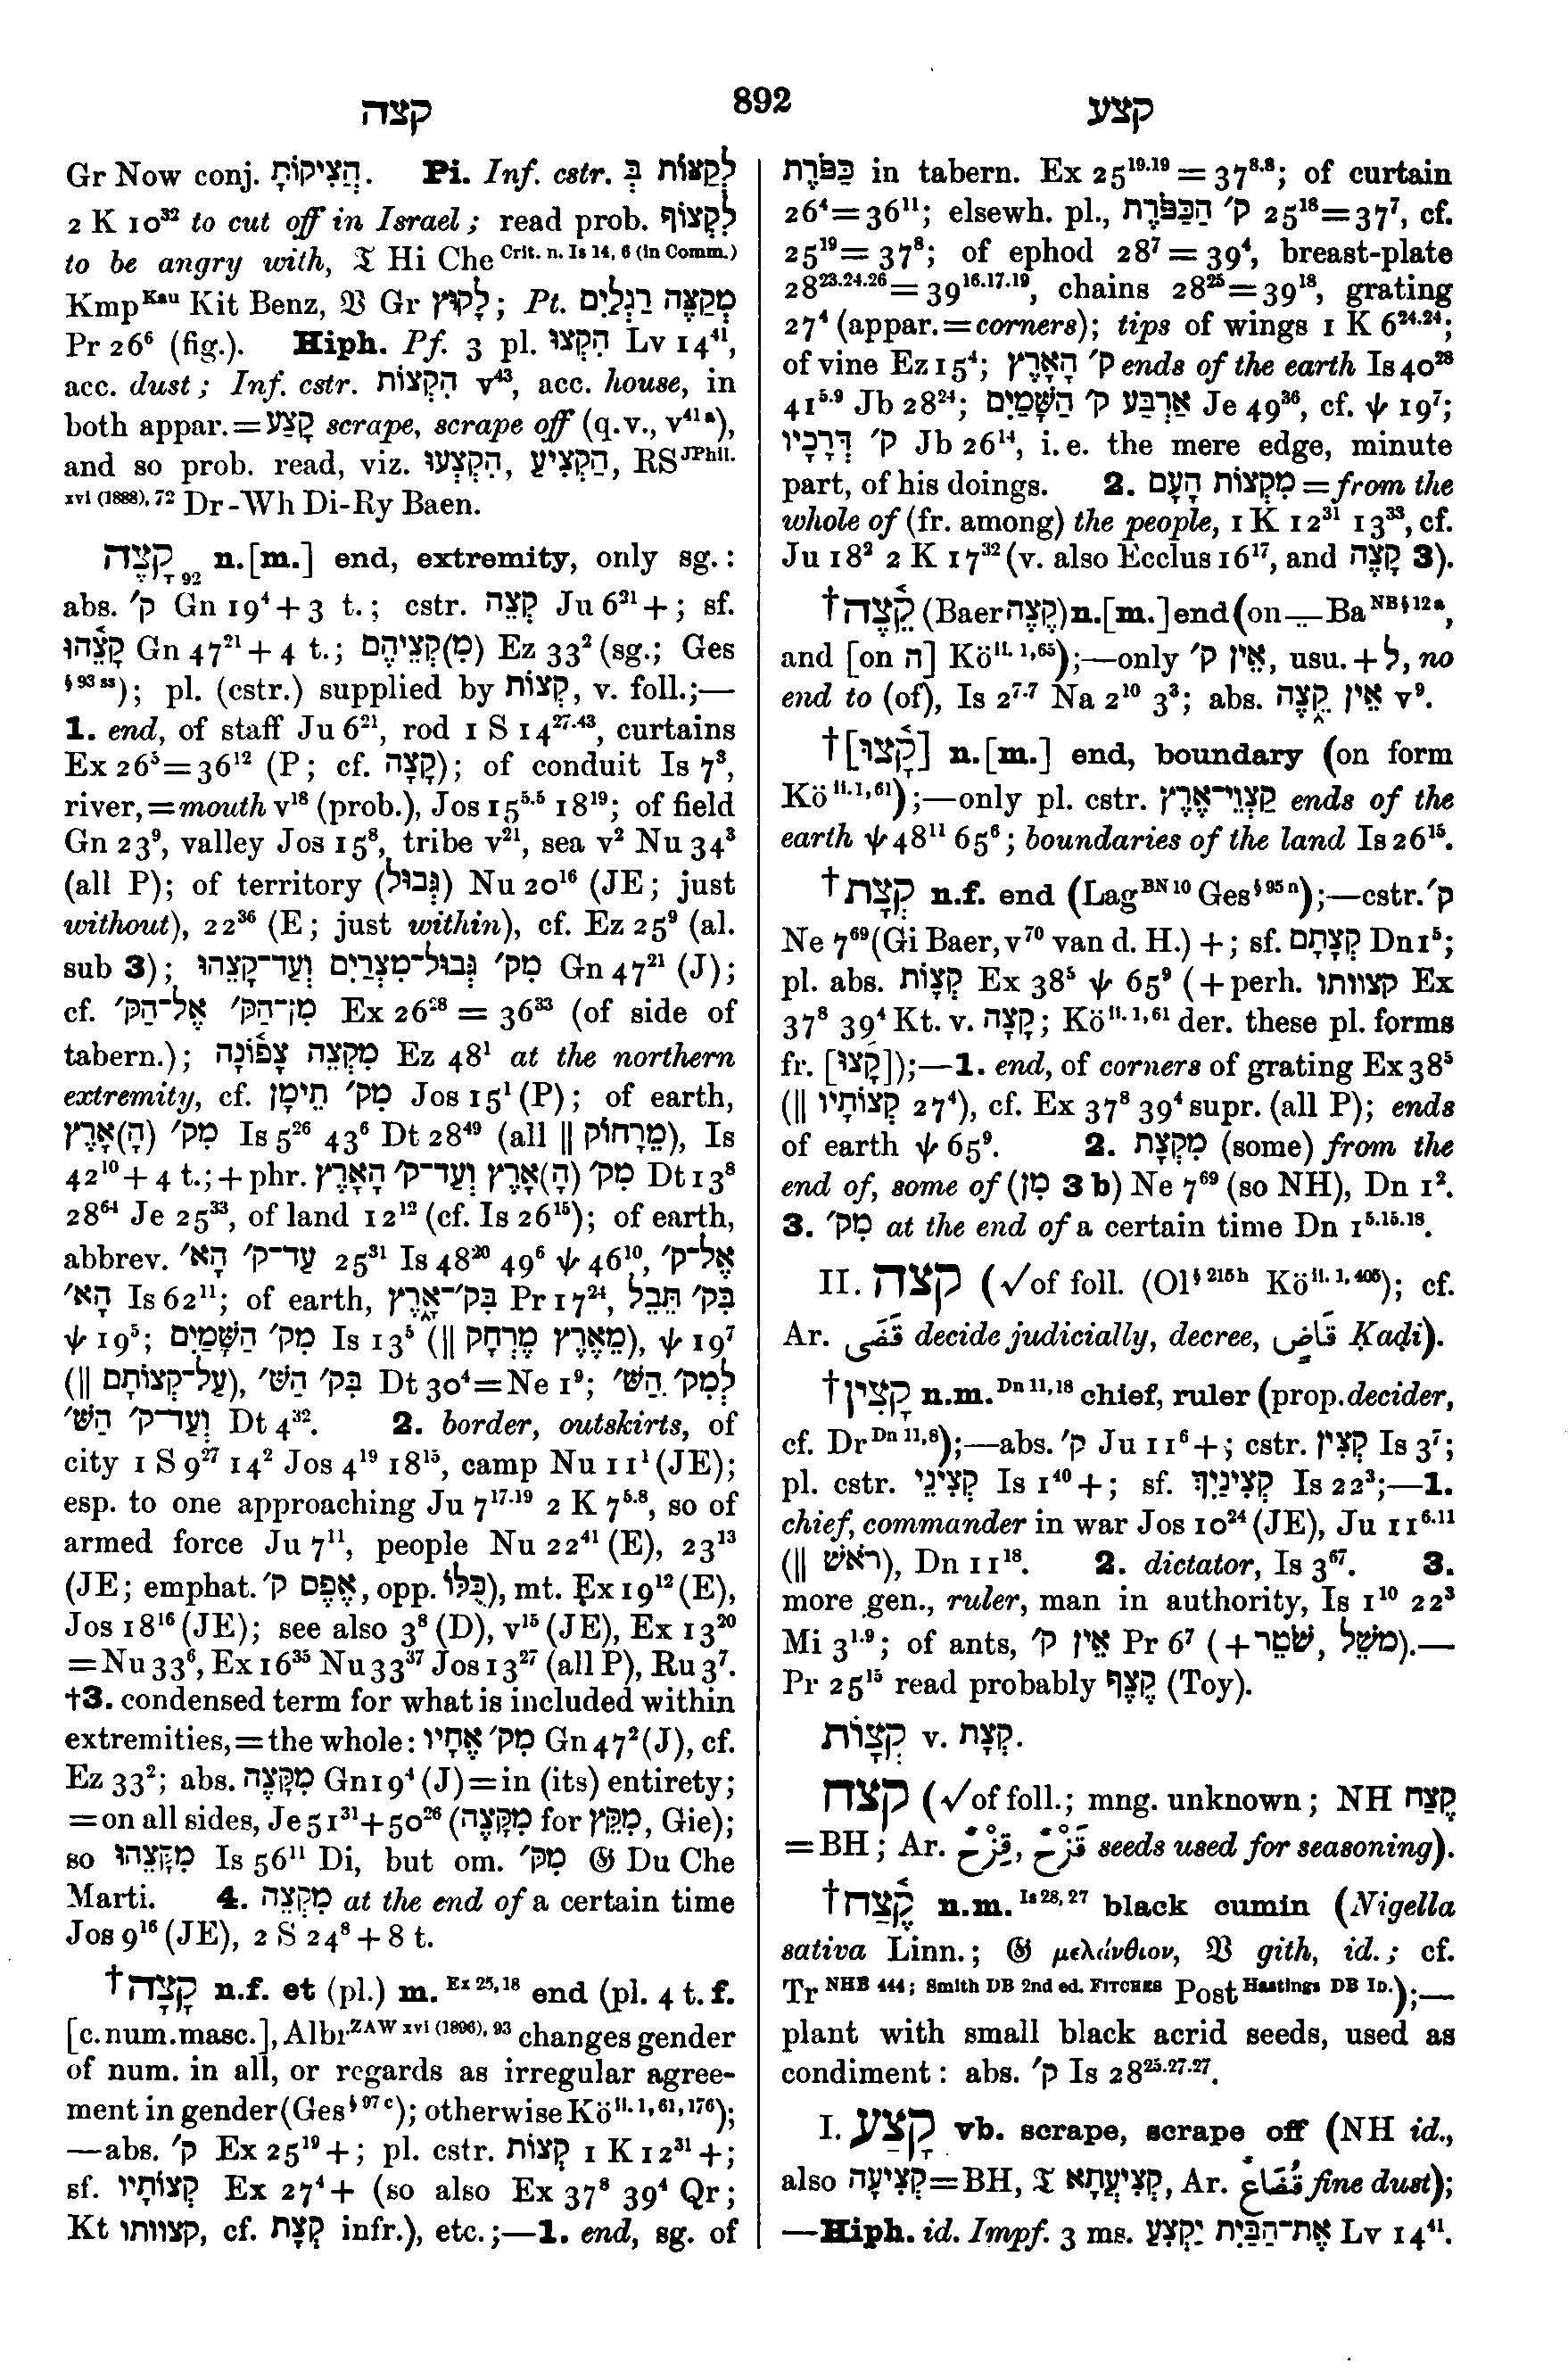 קצה
892
קצע
Gr Now conj. הֲצִיקוֹתָ. Pi. Inf. cstr. לְקַצּוֹת בְּ
2 K 10³² to cut off in Israel; read prob. לִקְצוֹף
to be angry with, 𝔗 Hi Che Crit. n. Is 14, 6 (in Comm.)
Kmp Kau Kit Benz, 𝔙 Gr לָקוּץ; Pt. מְקַצֶּה רַגְלַיִם
Pr 26⁶ (fig.). Hiph. Pf. 3 pl. הִקְצוּ Lv 14⁴¹,
acc. dust; Inf. cstr. הִקְצוֹת v⁴³, acc. house, in
both appar.=קָצַע scrape, scrape off (q.v., v⁴¹ᵃ),
and so prob. read, viz. הִקְצִעוּ, הַקְצִיעַ, RS JPhil.
xvi (1888), 72 Dr-Wh Di-Ry Baen.
קָצֶה 92 n.[m.] end, extremity, only sg.:
abs. ק׳ Gn 19⁴+3 t.; cstr. קְצֵה Ju 6²¹+; sf.
קָצֵהוּ Gn 47²¹+4 t.; (מִ)קְצֵיהֶם Ez 33² (sg.; Ges
§ 93 ss); pl. (cstr.) supplied by קְצוֹת, v. foll.;—
1. end, of staff Ju 6²¹, rod 1 S 14²⁷·⁴³, curtains
Ex 26⁵=36¹² (P; cf. קָצָה); of conduit Is 7³,
river,=mouth v¹⁸ (prob.), Jos 15⁵·⁵ 18¹⁹; of field
Gn 23⁹, valley Jos 15⁸, tribe v²¹, sea v² Nu 34³
(all P); of territory (גְּבוּל) Nu 20¹⁶ (JE; just
without), 22³⁶ (E; just within), cf. Ez 25⁹ (al.
sub 3); מִק׳ גְּבוּל־מִצְרַיִם וְעַד־קָצֵהוּ Gn 47²¹ (J);
cf. מִן־הַקּ׳ אֶל־הַקּ׳ Ex 26²⁸ = 36³³ (of side of
tabern.); מִקְצֵה צָפוֹנָה Ez 48¹ at the northern
extremity, cf. מִק׳ תֵּימָן Jos 15¹ (P); of earth,
מִק׳ (הָ)אָרֶץ Is 5²⁶ 43⁶ Dt 28⁴⁹ (all ‖ מֵרָחוֹק), Is
42¹⁰+4 t.;+phr. מִק׳ (הָ)אָרֶץ וְעַד־ק׳ הָאָרֶץ Dt 13⁸
28⁶⁴ Je 25³³, of land 12¹² (cf. Is 26¹⁵); of earth,
abbrev. עַד־ק׳ הָא׳ 25³¹ Is 48²⁰ 49⁶ ψ 46¹⁰, אֶל־ק׳
הָא׳ Is 62¹¹; of earth, בִּק׳־אָרֶץ Pr 17²⁴, בִּק׳ תֵּבֵל
ψ 19⁵; מִק׳ הַשָּׁמַיִם Is 13⁵ (‖ מֵאֶרֶץ מֶרְחָק), ψ 19⁷
(‖ עַל־קְצוֹתָם), בִּק׳ הַשּׁ׳ Dt 30⁴=Ne 1⁹; לְמִק׳ הַשּׁ׳
וְעַד־ק׳ הַשּׁ׳ Dt 4³². 2. border, outskirts, of
city 1 S 9²⁷ 14² Jos 4¹⁹ 18¹⁵, camp Nu 11¹ (JE);
esp. to one approaching Ju 7¹⁷·¹⁹ 2 K 7⁵·⁸, so of
armed force Ju 7¹¹, people Nu 22⁴¹ (E), 23¹³
(JE; emphat. אֶפֶס ק׳, opp. כֻּלּוֹ), mt. Ex 19¹² (E),
Jos 18¹⁶ (JE); see also 3⁸ (D), v¹⁵ (JE), Ex 13²⁰
=Nu 33⁶, Ex 16³⁵ Nu 33³⁷ Jos 13²⁷ (all P), Ru 3⁷.
†3. condensed term for what is included within
extremities,=the whole: מִק׳ אֶחָיו Gn 47² (J), cf.
Ez 33²; abs. מִקָּצֶה Gn 19⁴ (J)=in (its) entirety;
=on all sides, Je 51³¹+50²⁶ (מִקָּצֶה for מִקֵּץ, Gie);
so מִקָּצֵהוּ Is 56¹¹ Di, but om. מִק׳ 𝔊 Du Che
Marti. 4. מִקְצֵה at the end of a certain time
Jos 9¹⁶ (JE), 2 S 24⁸+8 t.
†קָצָה n.f. et (pl.) m. Ex 25, 18 end (pl. 4 t. f.
[c. num. masc.], Albr ZAW xvi (1896), 93 changes gender
of num. in all, or regards as irregular agree-
ment in gender (Ges § 97 c); otherwise Kö ii. 1, 61, 176);
—abs. ק׳ Ex 25¹⁹+; pl. cstr. קְצוֹת 1 K 12³¹+;
sf. קְצוֹתָיו Ex 27⁴+ (so also Ex 37⁸ 39⁴ Qr;
Kt קצוותו, cf. קְצָת infr.), etc.;—1. end, sg. of
כַּפֹּרֶת in tabern. Ex 25¹⁹·¹⁹=37⁸·⁸; of curtain
26⁴=36¹¹; elsewh. pl., ק׳ הַכַּפֹּרֶת 25¹⁸=37⁷, cf.
25¹⁹=37⁸; of ephod 28⁷=39⁴, breast-plate
28²³·²⁴·²⁶=39¹⁶·¹⁷·¹⁹, chains 28²⁵=39¹⁸, grating
27⁴ (appar.=corners); tips of wings 1 K 6²⁴·²⁴;
of vine Ez 15⁴; ק׳ הָאָרֶץ ends of the earth Is 40²⁸
41⁵·⁹ Jb 28²⁴; אַרְבַּע ק׳ הַשָּׁמַיִם Je 49³⁶, cf. ψ 19⁷;
ק׳ דְּרָכָיו Jb 26¹⁴, i.e. the mere edge, minute
part, of his doings. 2. מִקְצוֹת הָעָם =from the
whole of (fr. among) the people, 1 K 12³¹ 13³³, cf.
Ju 18² 2 K 17³² (v. also Ecclus 16¹⁷, and קָצֶה 3).
†קֵצֶה (Baer קֶצֶה) n.[m.] end (on —Ba NB § 12 a,
and [on ה] Kö ii. 1, 65);—only אֵין ק׳, usu.+לְ, no
end to (of), Is 2⁷·⁷ Na 2¹⁰ 3³; abs. אֵין קֵצֶה v⁹.
†[קָצוּ] n.[m.] end, boundary (on form
Kö ii. 1, 61);—only pl. cstr. קַצְוֵי־אֶרֶץ ends of the
earth ψ 48¹¹ 65⁶; boundaries of the land Is 26¹⁵.
†קְצָת n.f. end (Lag BN 10 Ges § 95 n);—cstr. ק׳
Ne 7⁶⁹ (Gi Baer, v⁷⁰ van d. H.)+; sf. קְצָתָם Dn 1⁵;
pl. abs. קְצָוֹת Ex 38⁵ ψ 65⁹ (+perh. קצוותו Ex
37⁸ 39⁴ Kt. v. קָצָה; Kö ii. 1, 61 der. these pl. forms
fr. [קָצוּ]);—1. end, of corners of grating Ex 38⁵
(‖ קְצוֹתָיו 27⁴), cf. Ex 37⁸ 39⁴ supr. (all P); ends
of earth ψ 65⁹. 2. מִקְצָת (some) from the
end of, some of (מִן 3 b) Ne 7⁶⁹ (so NH), Dn 1².
3. מִק׳ at the end of a certain time Dn 1⁵·¹⁵·¹⁸.
II. קצה (√of foll. (Ol § 215 h Kö ii. 1, 405); cf.
Ar. قَضَى decide judicially, decree, قَاضٍ Ḳaḍi).
†קָצִין n.m. Dn 11, 18 chief, ruler (prop. decider,
cf. Dr Dn 11, 8);—abs. ק׳ Ju 11⁶+; cstr. קְצִין Is 3⁷;
pl. cstr. קְצִינֵי Is 1⁴⁰+; sf. קְצִינַיִךְ Is 22³;—1.
chief, commander in war Jos 10²⁴ (JE), Ju 11⁶·¹¹
(‖ רֹאשׁ), Dn 11¹⁸. 2. dictator, Is 3⁶⁷. 3.
more gen., ruler, man in authority, Is 1¹⁰ 22³
Mi 3¹·⁹; of ants, אֵין ק׳ Pr 6⁷ (+שֹׁטֵר, מֹשֵׁל).—
Pr 25¹⁵ read probably קֶצֶף (Toy).
קְצָוֹת v. קְצָת.
קצח (√of foll.; mng. unknown; NH קֶצַח
=BH; Ar. قِزْح, قَزْح seeds used for seasoning).
†קֶצַח n.m. Is 28, 27 black cumin (Nigella
sativa Linn.; 𝔊 μελάνθιον, 𝔙 gith, id.; cf.
Tr NHB 444; Smith DB 2nd ed. FITCHES Post Hastings DB ID.);—
plant with small black acrid seeds, used as
condiment: abs. ק׳ Is 28²⁵·²⁷·²⁷.
I. קָצַע vb. scrape, scrape off (NH id.,
also קְצִיעָה=BH, 𝔗 קְצִיעֲתָא, Ar. قُضَاع fine dust);
—Hiph. id. Impf. 3 ms. יַקְצִעַ אֶת־הַבַּיִת Lv 14⁴¹.